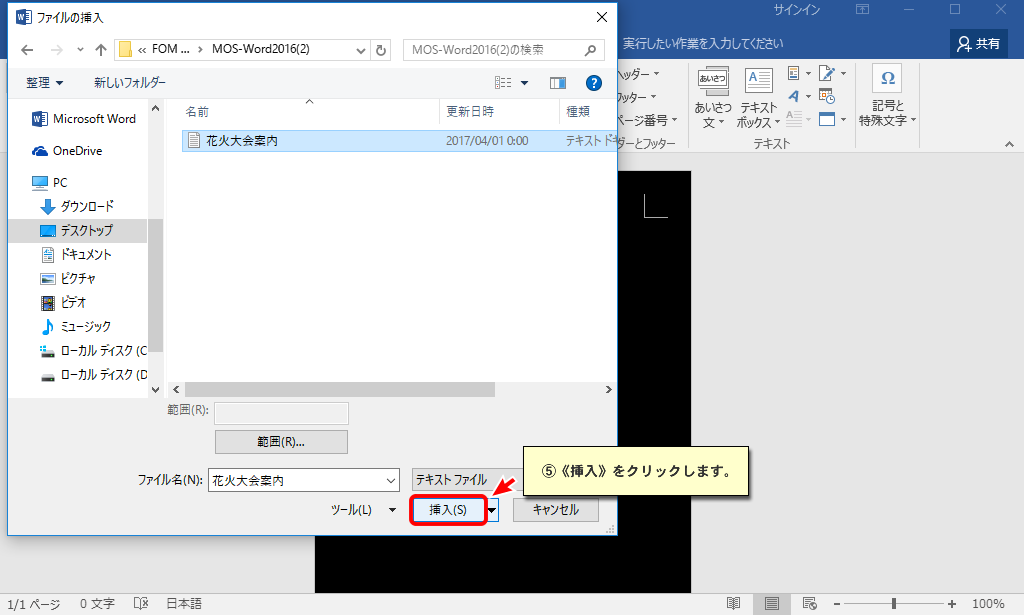 ファイルの挿入
サインイン
« FOM ... › MOS-Word2016(2)
MOS-Word2016(2)の検索
実行したい作業を入力してください
共有
整理
新しいフォルダー
Microsoft Word
OneDrive
PC
ダウンロード
デスクトップ
ドキュメント
ピクチャ
ビデオ
ミュージック
ローカル ディスク (C
ローカル ディスク (D
名前
更新日時
種類
花火大会案内
2017/04/01 0:00
テキスト ドキ
ヘッダー
フッター
ページ番号
ダーとフッター
あいさつ
あいさつ文
テキスト
ボックス
A
A
A
Ω
記号と
特殊文字
テキスト
範囲(R):
範囲(R)...
ファイル名(N):
花火大会案内
テキスト ファイル
⑤《挿入》をクリックします。
ツール(L)
挿入(S)
キャンセル
1/1 ページ
0 文字
日本語
100%